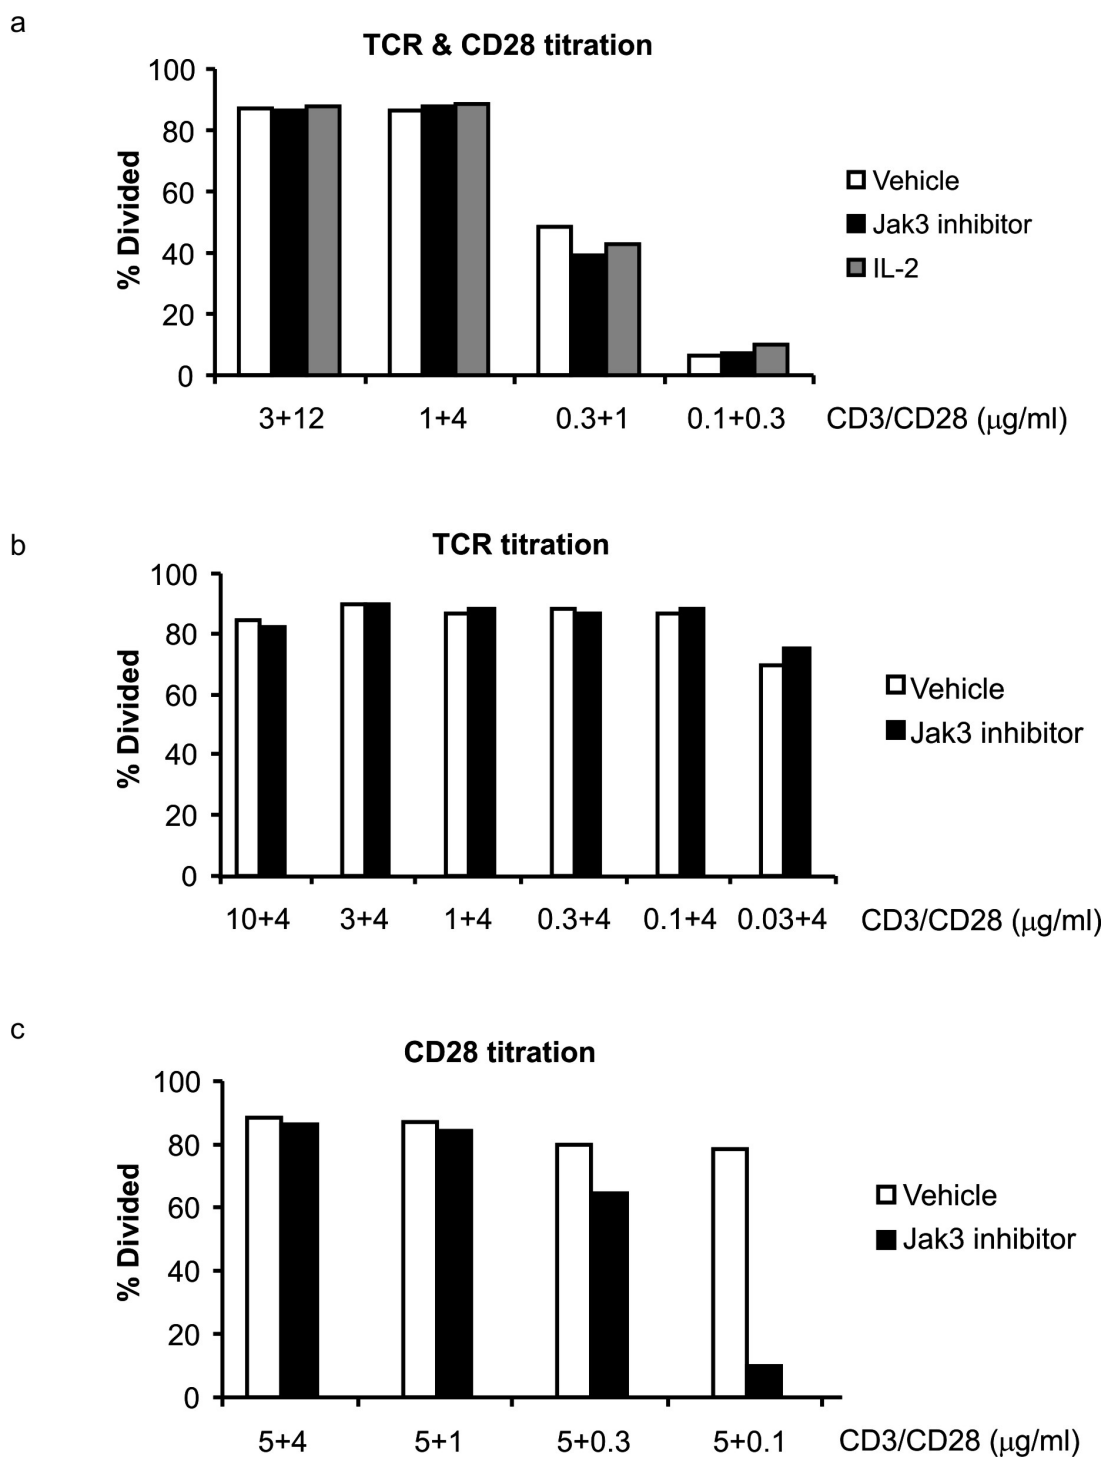 a
TCR & CD28 titration
100
80
60
40
20
0
% Divided
Vehicle
Jak3 inhibitor
IL-2
3+12 1+4 0.3+1 0.1+0.3 CD3/CD28 (μg/ml)
b
TCR titration
100
80
60
40
20
0
% Divided
Vehicle
Jak3 inhibitor
10+4 3+4 1+4 0.3+4 0.1+4 0.03+4 CD3/CD28 (μg/ml)
c
CD28 titration
100
80
60
40
20
0
% Divided
Vehicle
Jak3 inhibitor
5+4 5+1 5+0.3 5+0.1 CD3/CD28 (μg/ml)